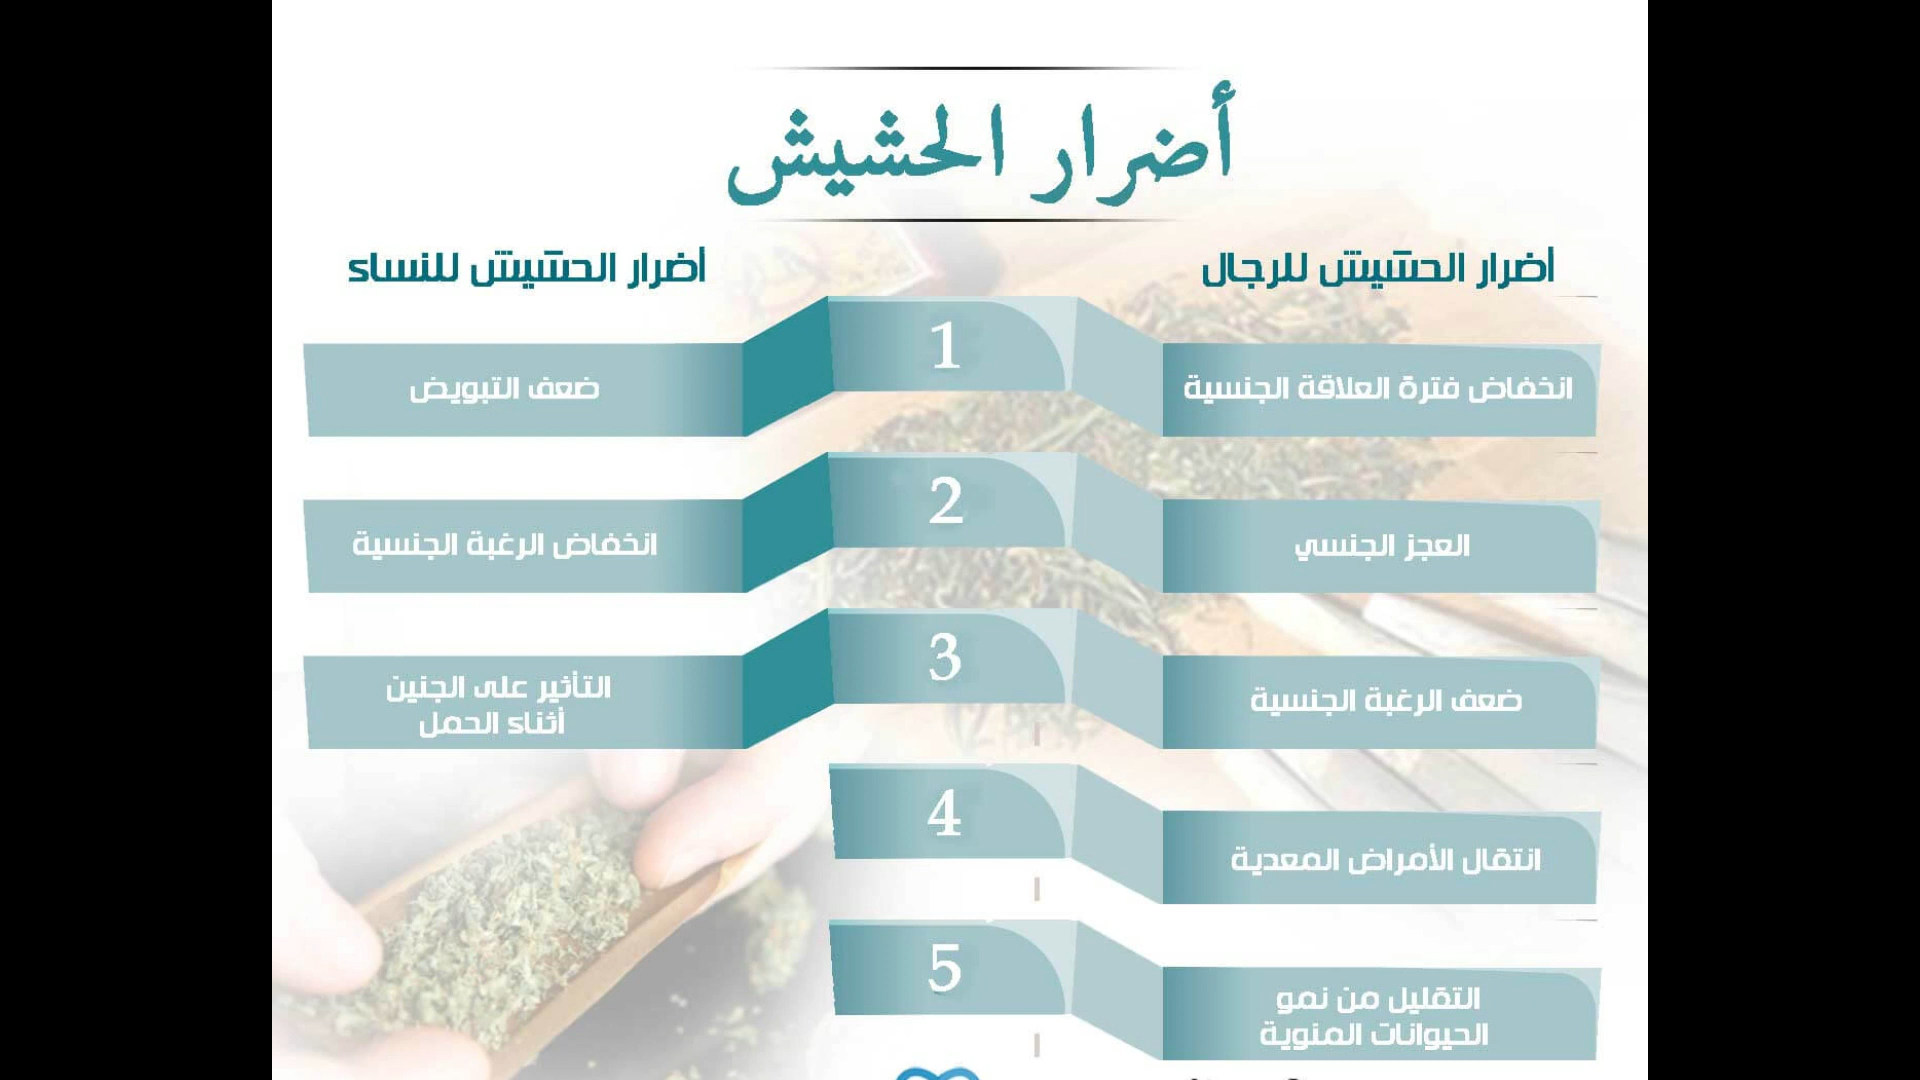 أضرار الحشيش
أضرار الحشيش للرجال
أضرار الحشيش للنساء
1
انخفاض فترة العلاقة الجنسية
ضعف التبويض
2
العجز الجنسي
انخفاض الرغبة الجنسية
3
ضعف الرغبة الجنسية
التأثير على الجنين
أثناء الحمل
4
انتقال الأمراض المعدية
5
التقليل من نمو
الحيوانات المنوية